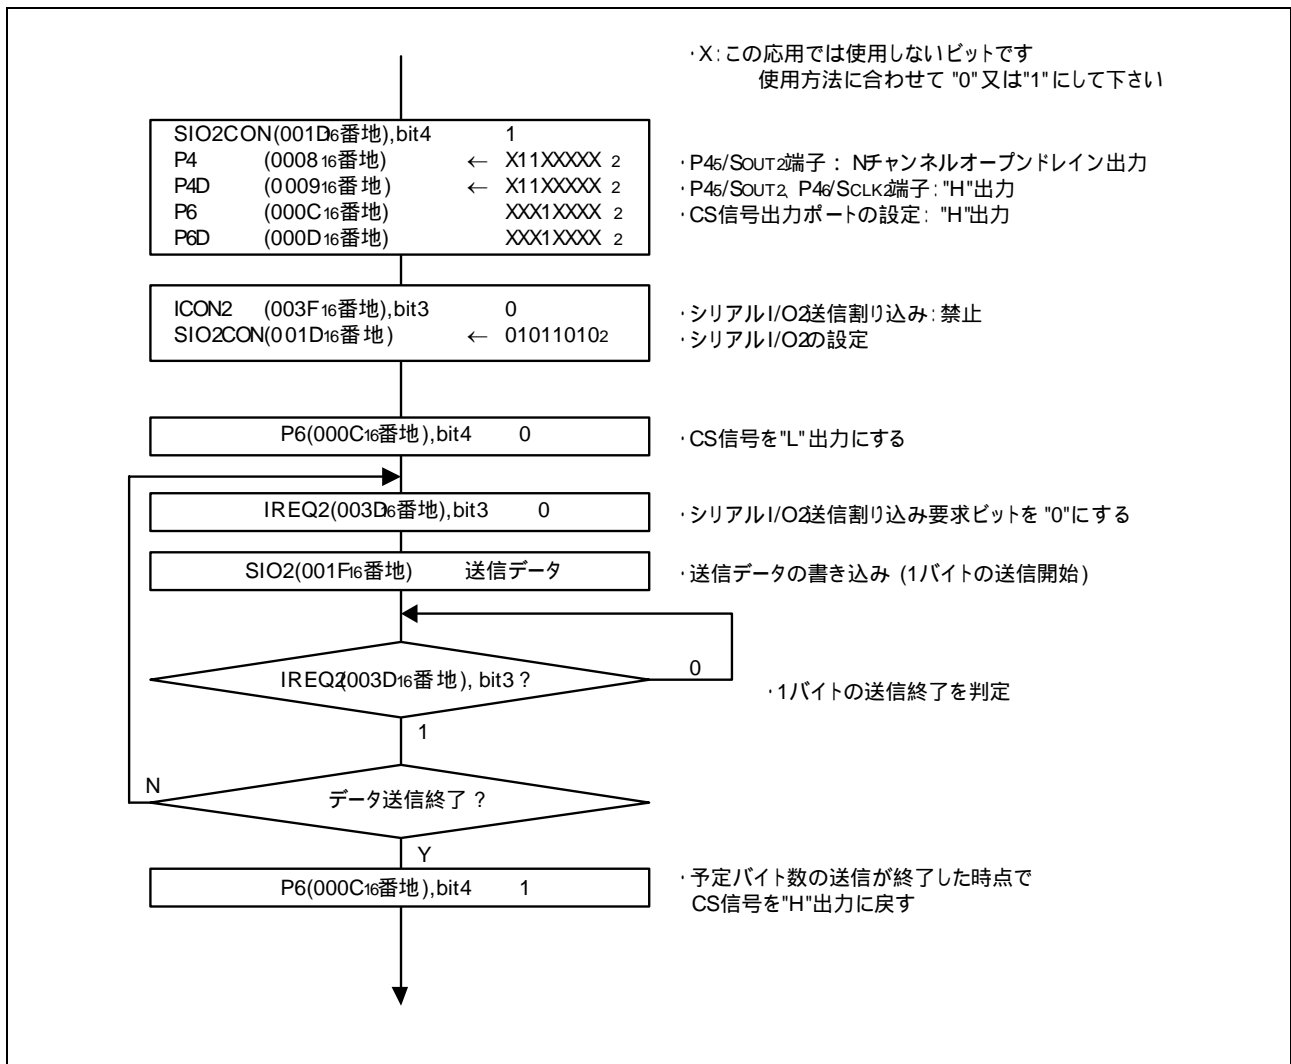 ·X:この応用では使用しないビットです
使用方法に合わせて "0"又は"1"にして下さい
SIO2CON(001D16番地),bit4 1
P4 (000816番地) ← X11XXXXX 2
P4D (000916番地) ← X11XXXXX 2
P6 (000C16番地) XXX1XXXX 2
P6D (000D16番地) XXX1XXXX 2
·P45/SOUT2端子: Nチャンネルオープンドレイン出力
·P45/SOUT2、P46/SCLK2端子:"H"出力
·CS信号出力ポートの設定: "H"出力
ICON2 (003F16番地),bit3 0
SIO2CON(001D16番地) ← 010110102
·シリアルI/O2送信割り込み:禁止
·シリアルI/O2の設定
P6(000C16番地),bit4 0
·CS信号を"L"出力にする
IREQ2(003D16番地),bit3 0
·シリアルI/O2送信割り込み要求ビットを "0"にする
SIO2(001F16番地) 送信データ
·送信データの書き込み (1バイトの送信開始)
IREQ2(003D16番地), bit3 ?
0
·1バイトの送信終了を判定
1
N
データ送信終了 ?
Y
P6(000C16番地),bit4 1
·予定バイト数の送信が終了した時点で
CS信号を"H"出力に戻す